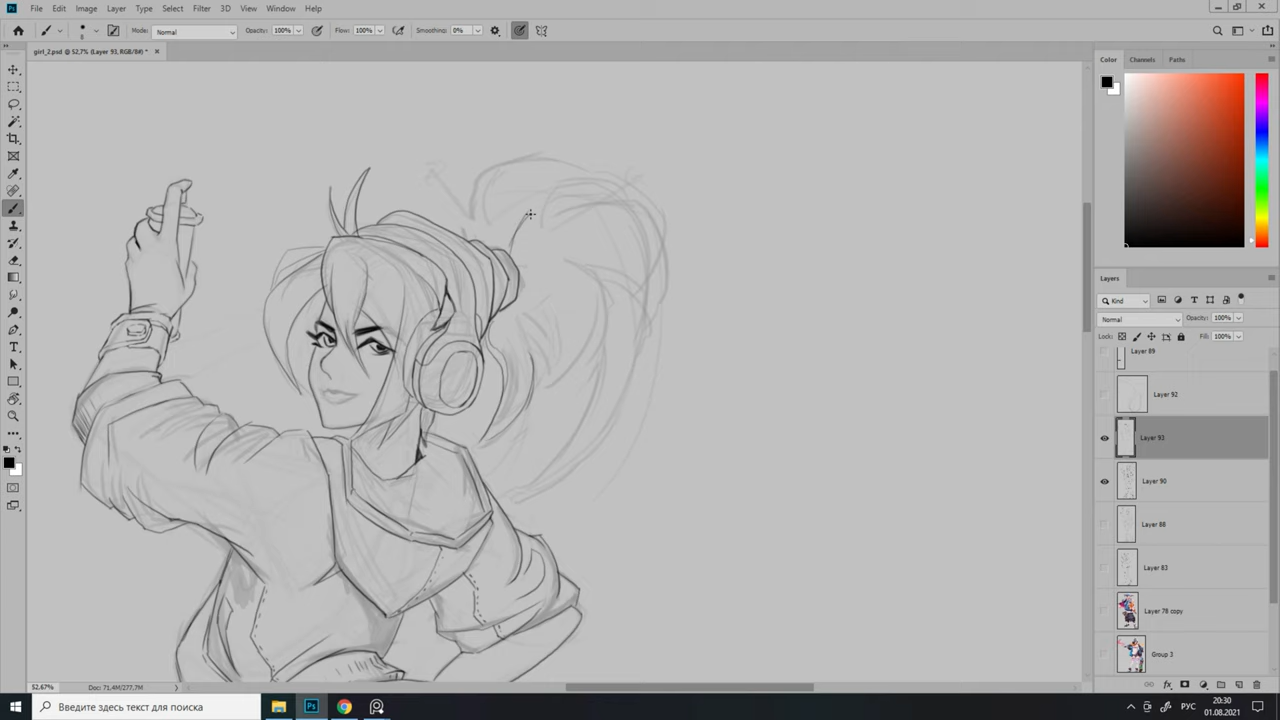 File Edit Image Layer Type Select Filter 3D View Window Help
Mode: Normal Opacity: 100% Flow: 100% Smoothing: 0%
girl_2.psd @ 52,7% (Layer 93, RGB/8#) *
Color Channels Paths
Layers
Kind
Normal Opacity: 100%
Lock: Fill: 100%
Layer 89
Layer 92
Layer 93
Layer 90
Layer 88
Layer 83
Layer 78 copy
Group 3
52,67% Doc: 71,4M/277,7M
Введите здесь текст для поиска
РУС
20:30
01.08.2021